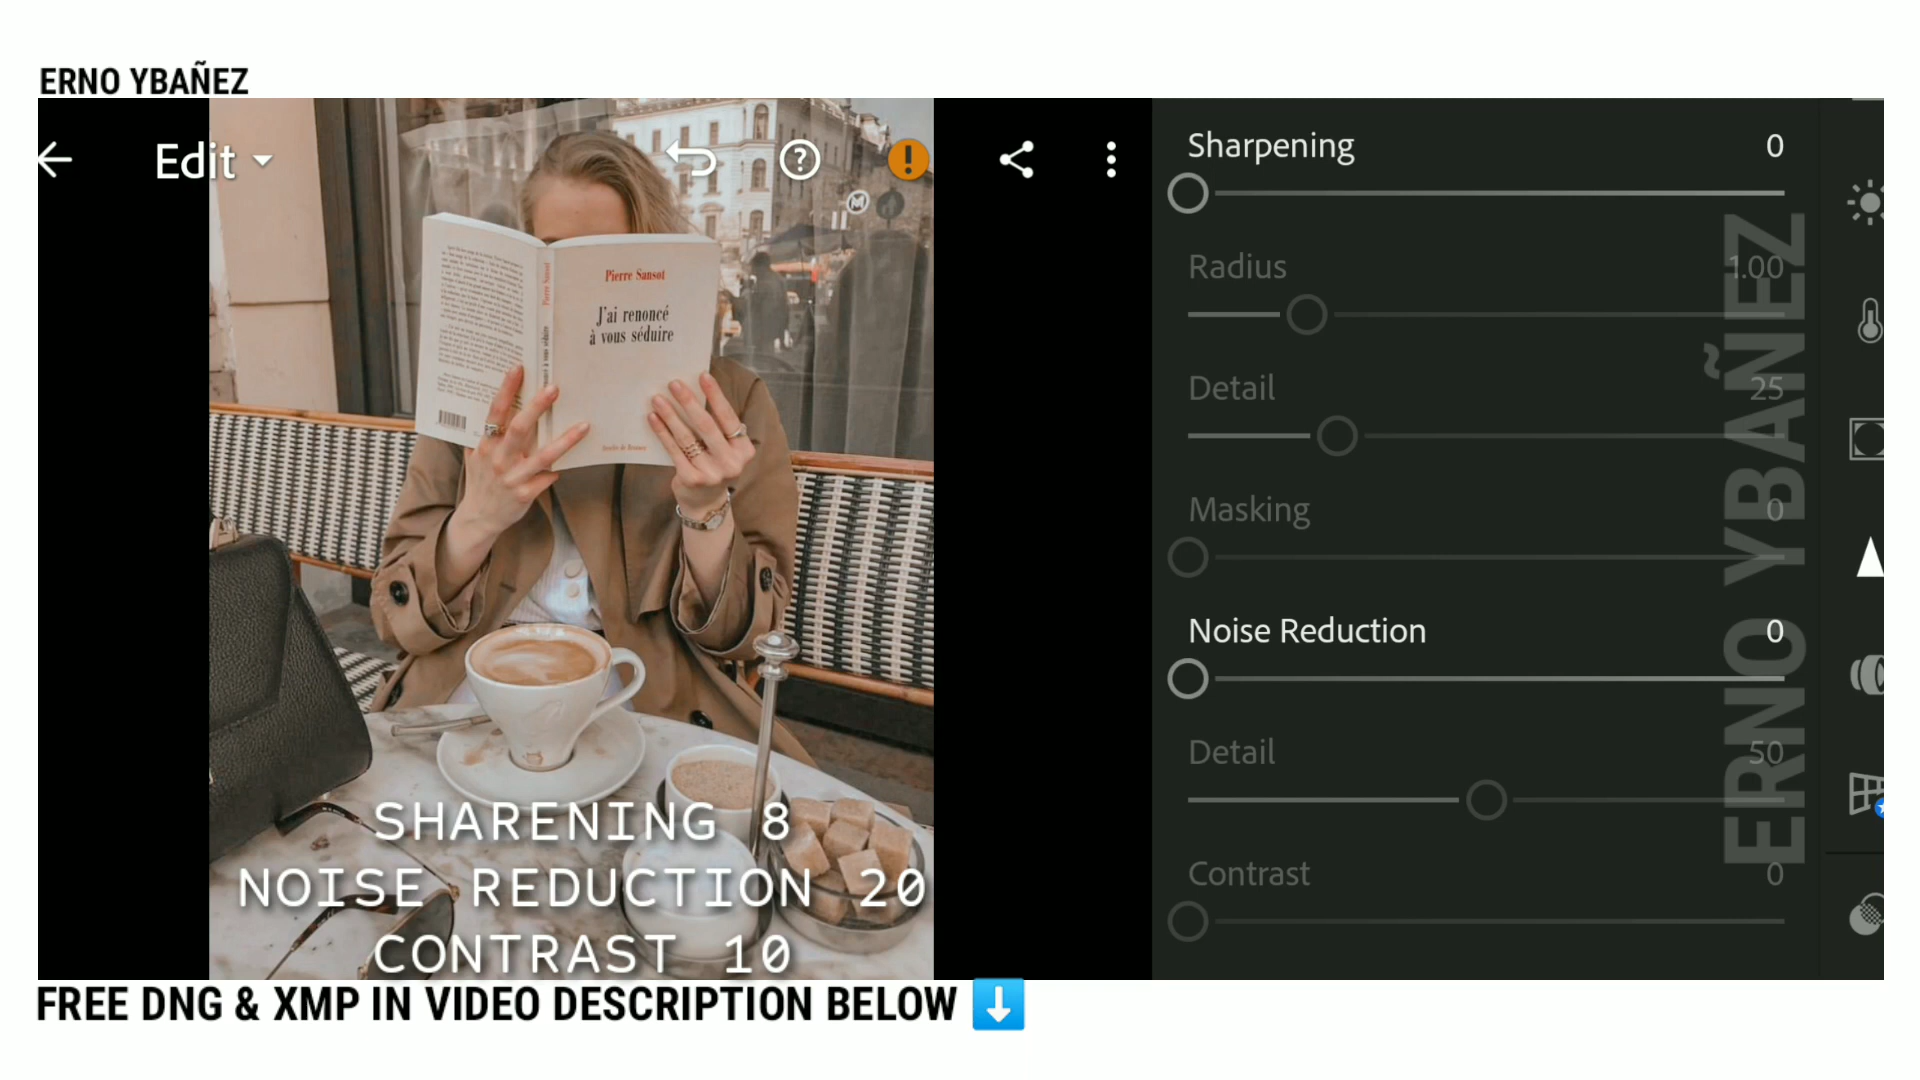 ERNO YBAÑEZ
Edit
Pierre Sansot
J'ai renoncé
à vous séduire
Pierre Sansot
SHARENING 8
NOISE REDUCTION 20
CONTRAST 10
Sharpening 0
Radius 1.00
Detail 25
Masking 0
Noise Reduction 0
Detail 50
Contrast 0
ERNO YBAÑEZ
FREE DNG & XMP IN VIDEO DESCRIPTION BELOW